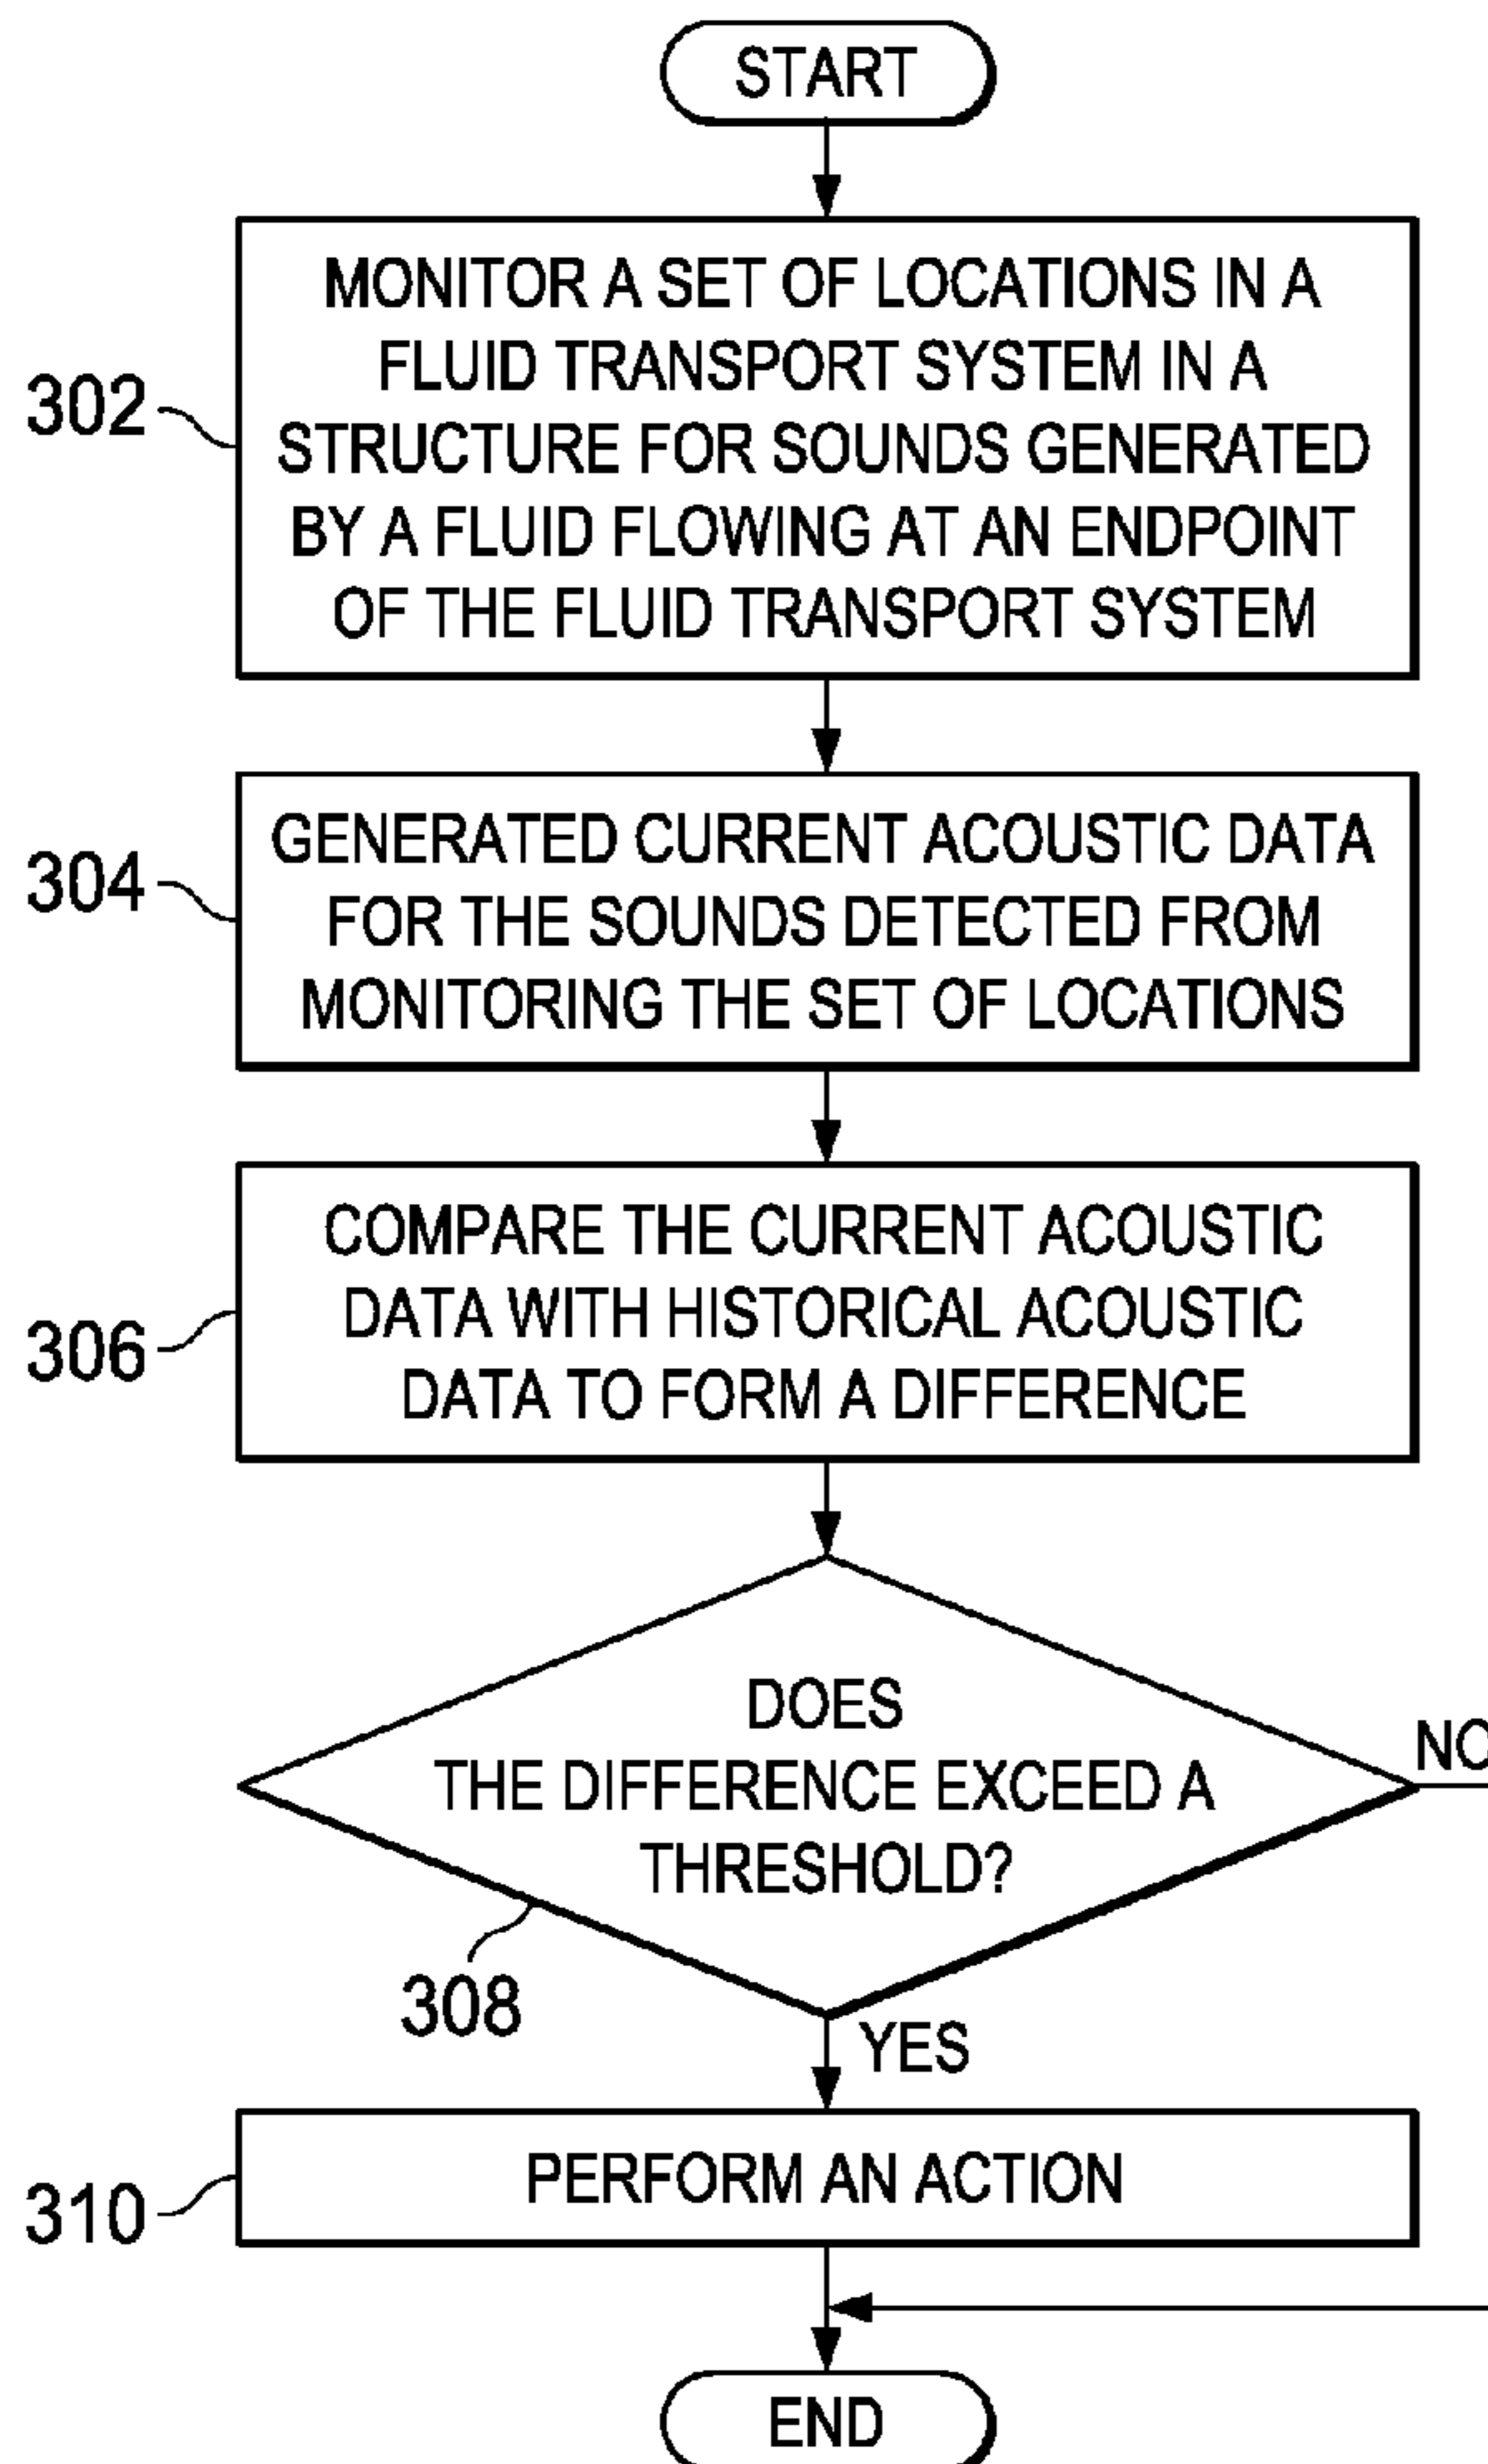 START
302
MONITOR A SET OF LOCATIONS IN A
FLUID TRANSPORT SYSTEM IN A
STRUCTURE FOR SOUNDS GENERATED
BY A FLUID FLOWING AT AN ENDPOINT
OF THE FLUID TRANSPORT SYSTEM
304
GENERATED CURRENT ACOUSTIC DATA
FOR THE SOUNDS DETECTED FROM
MONITORING THE SET OF LOCATIONS
306
COMPARE THE CURRENT ACOUSTIC
DATA WITH HISTORICAL ACOUSTIC
DATA TO FORM A DIFFERENCE
DOES
THE DIFFERENCE EXCEED A
THRESHOLD?
NO
308
YES
310
PERFORM AN ACTION
END